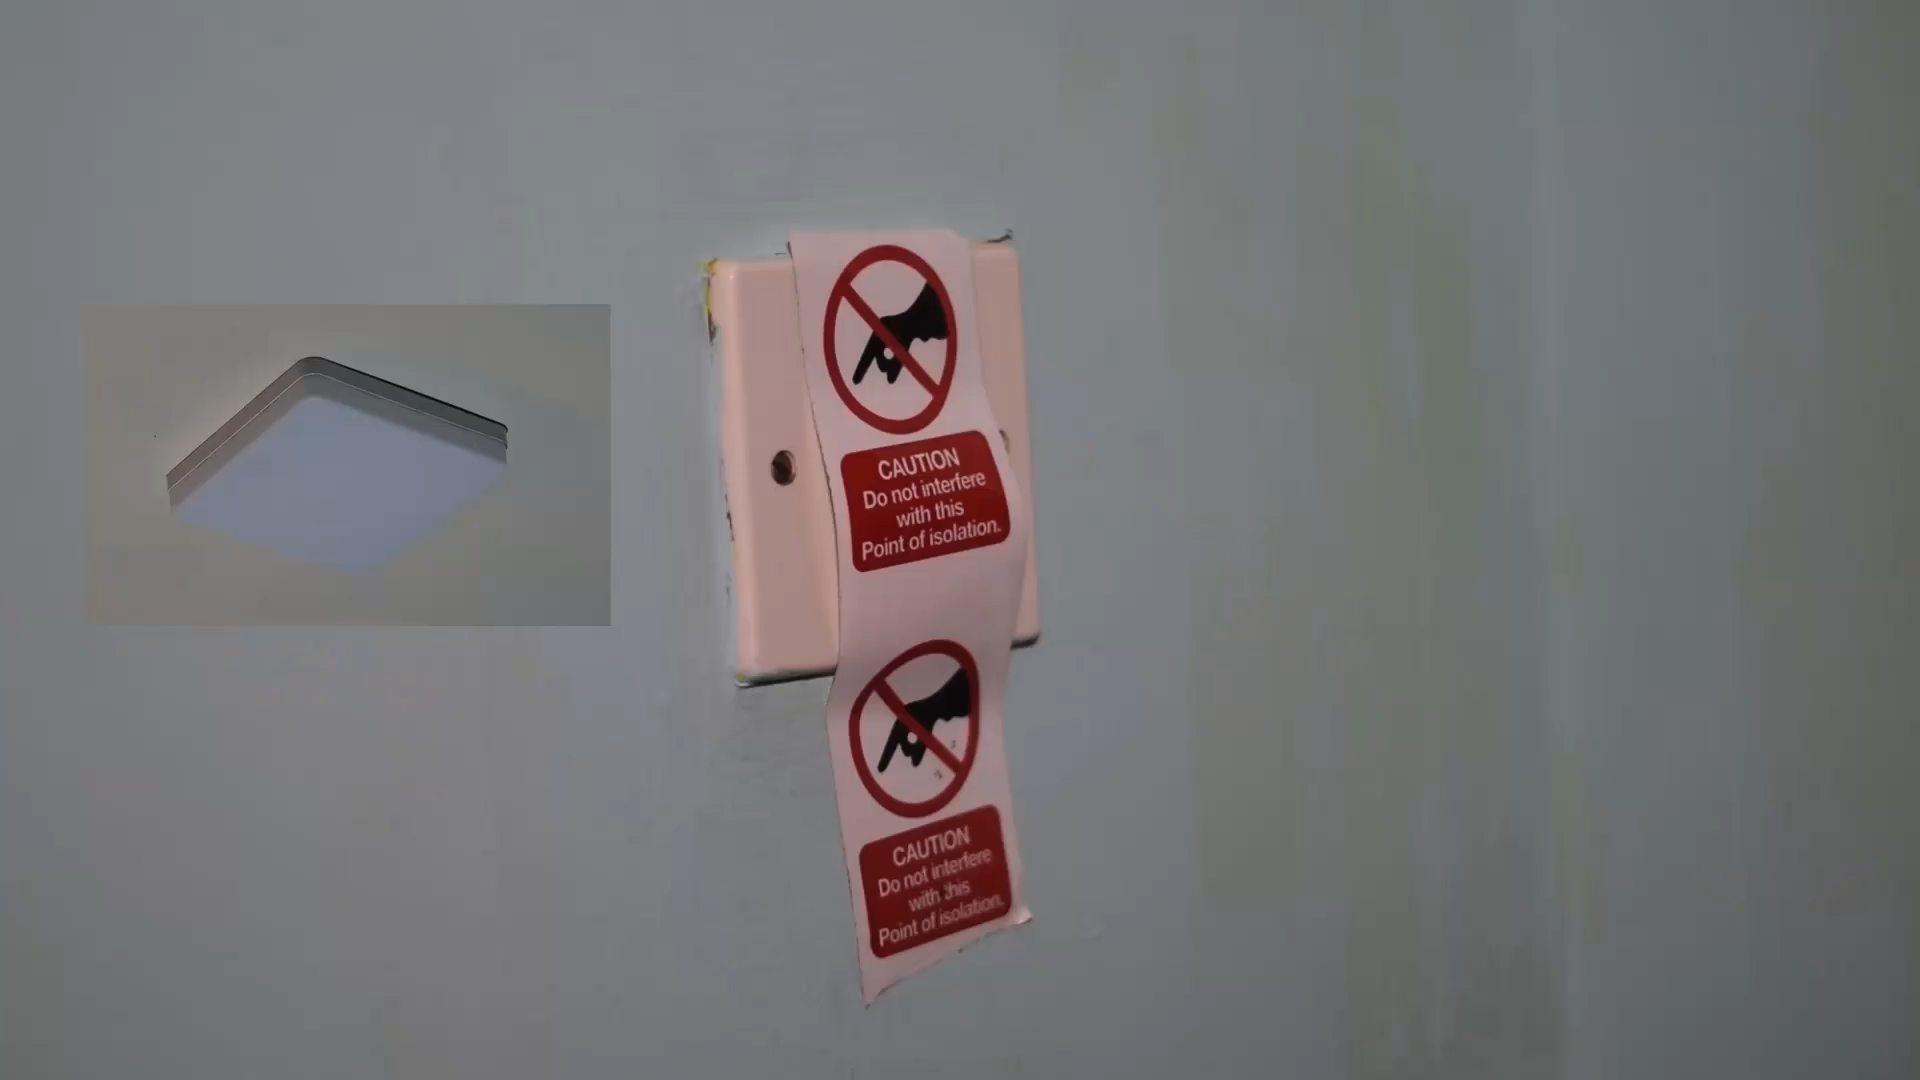 CAUTION
Do not interfere
with this
Point of isolation.
CAUTION
Do not interfere
with this
Point of isolation.